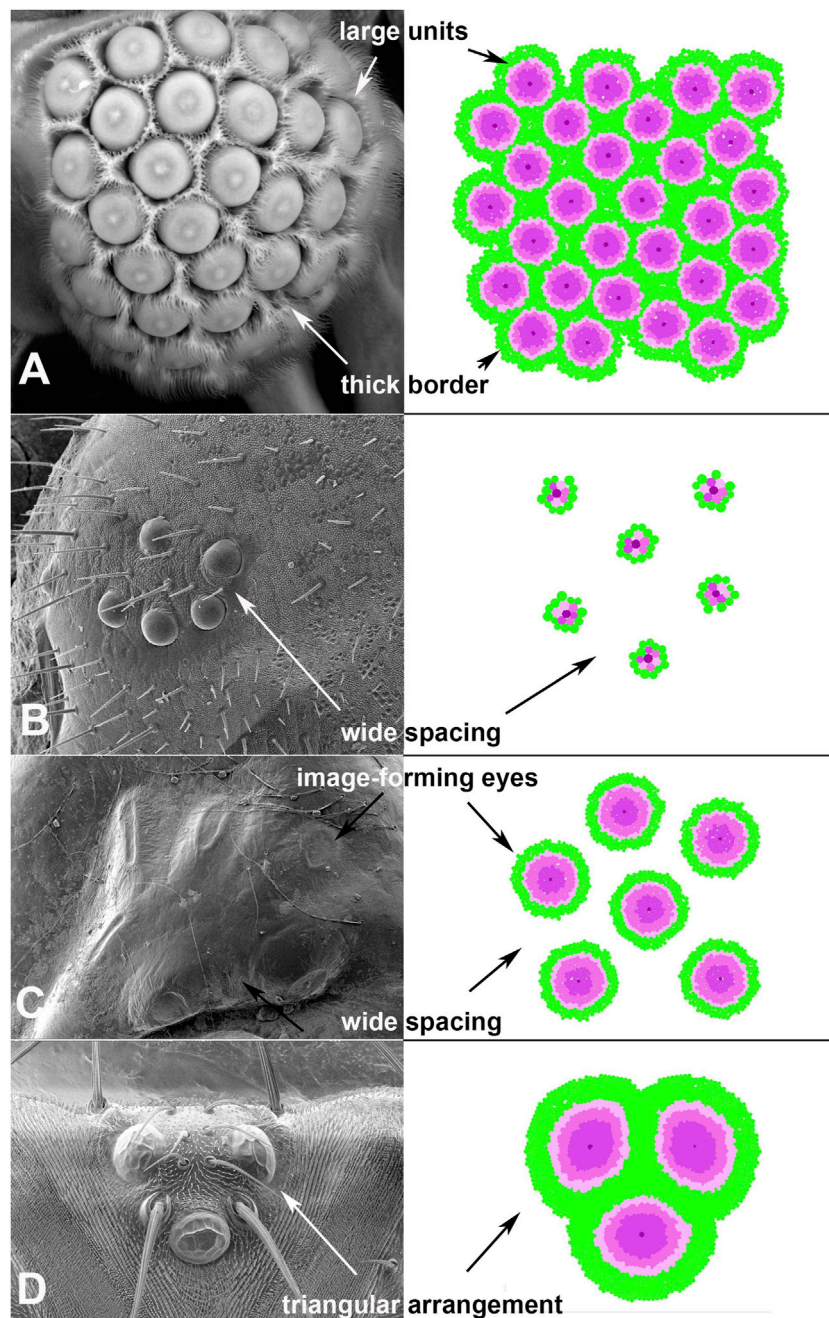 large units
thick border
A
B
wide spacing
image-forming eyes
C
wide spacing
D
triangular arrangement